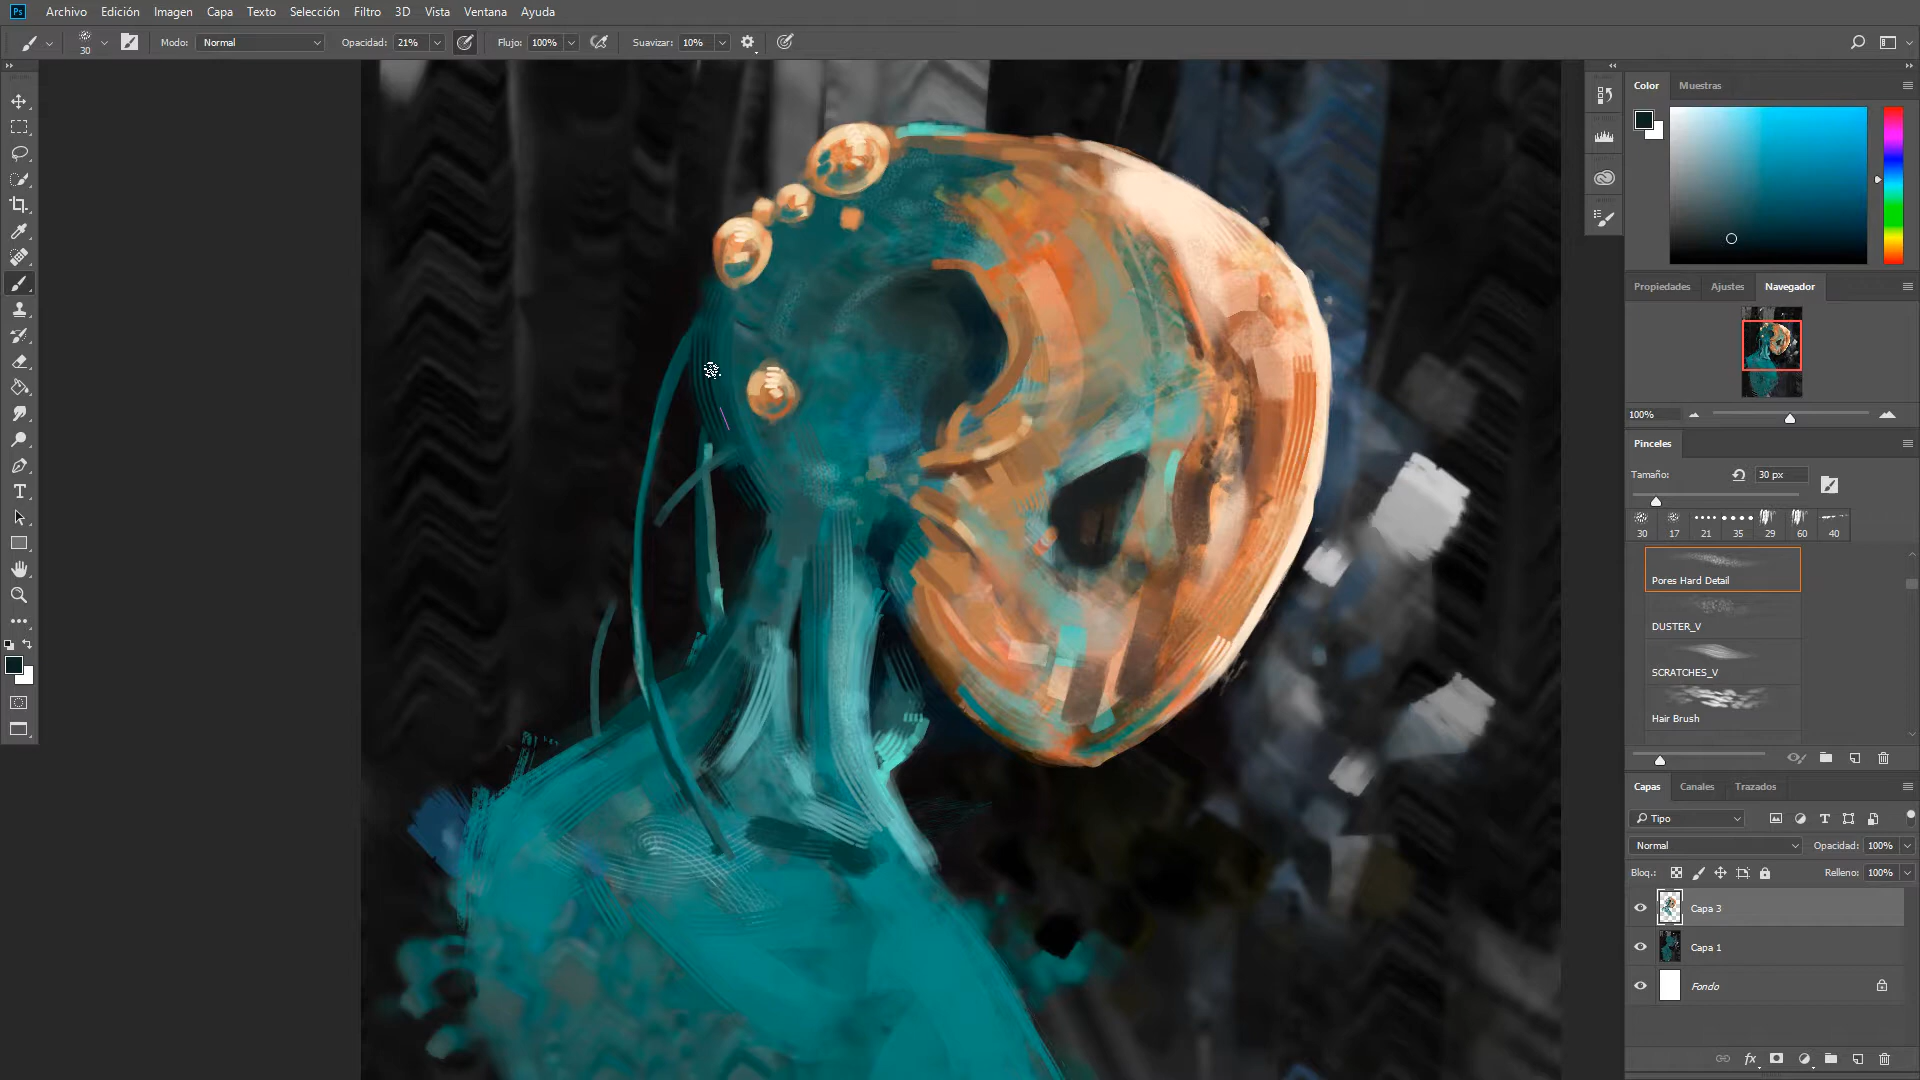 Ps Archivo Edición Imagen Capa Texto Selección Filtro 3D Vista Ventana Ayuda
30 Modo: Normal Opacidad: 21% Flujo: 100% Suavizar: 10%
Color Muestras
Propiedades Ajustes Navegador
100%
Pinceles
Tamaño: 30 px
30 17 21 35 29 60 40
Pores Hard Detail
DUSTER_V
SCRATCHES_V
Hair Brush
Capas Canales Trazados
Tipo
Normal Opacidad: 100%
Bloq.: Relleno: 100%
Capa 3
Capa 1
Fondo
fx